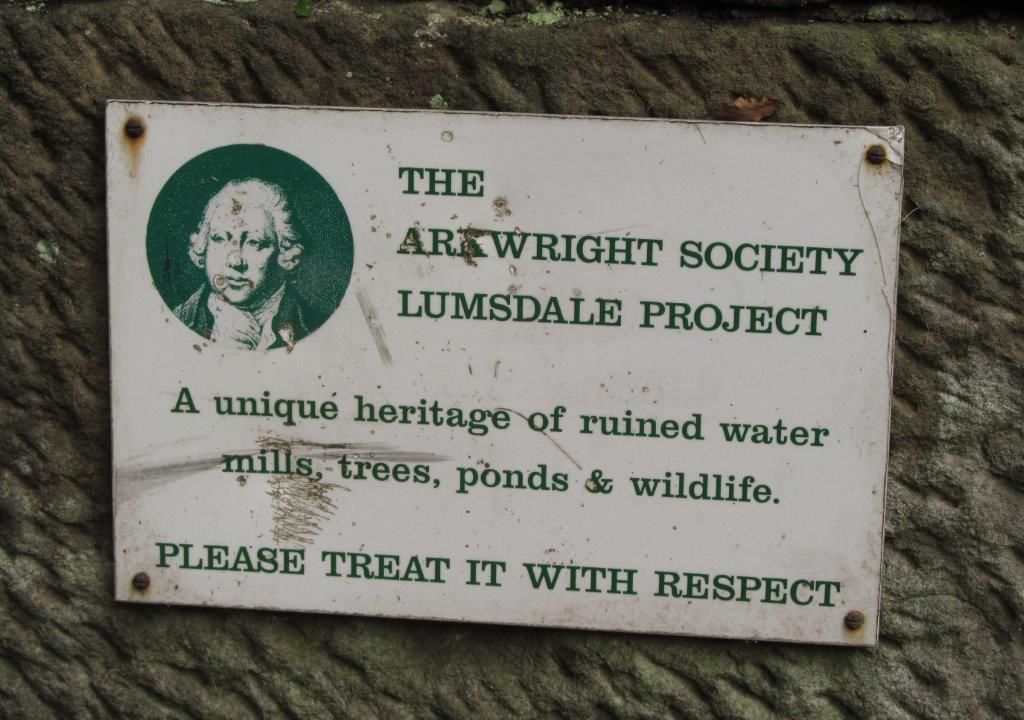 THE
ARKWRIGHT SOCIETY
LUMSDALE PROJECT
A unique heritage of ruined water
mills, trees, ponds & wildlife.
PLEASE TREAT IT WITH RESPECT